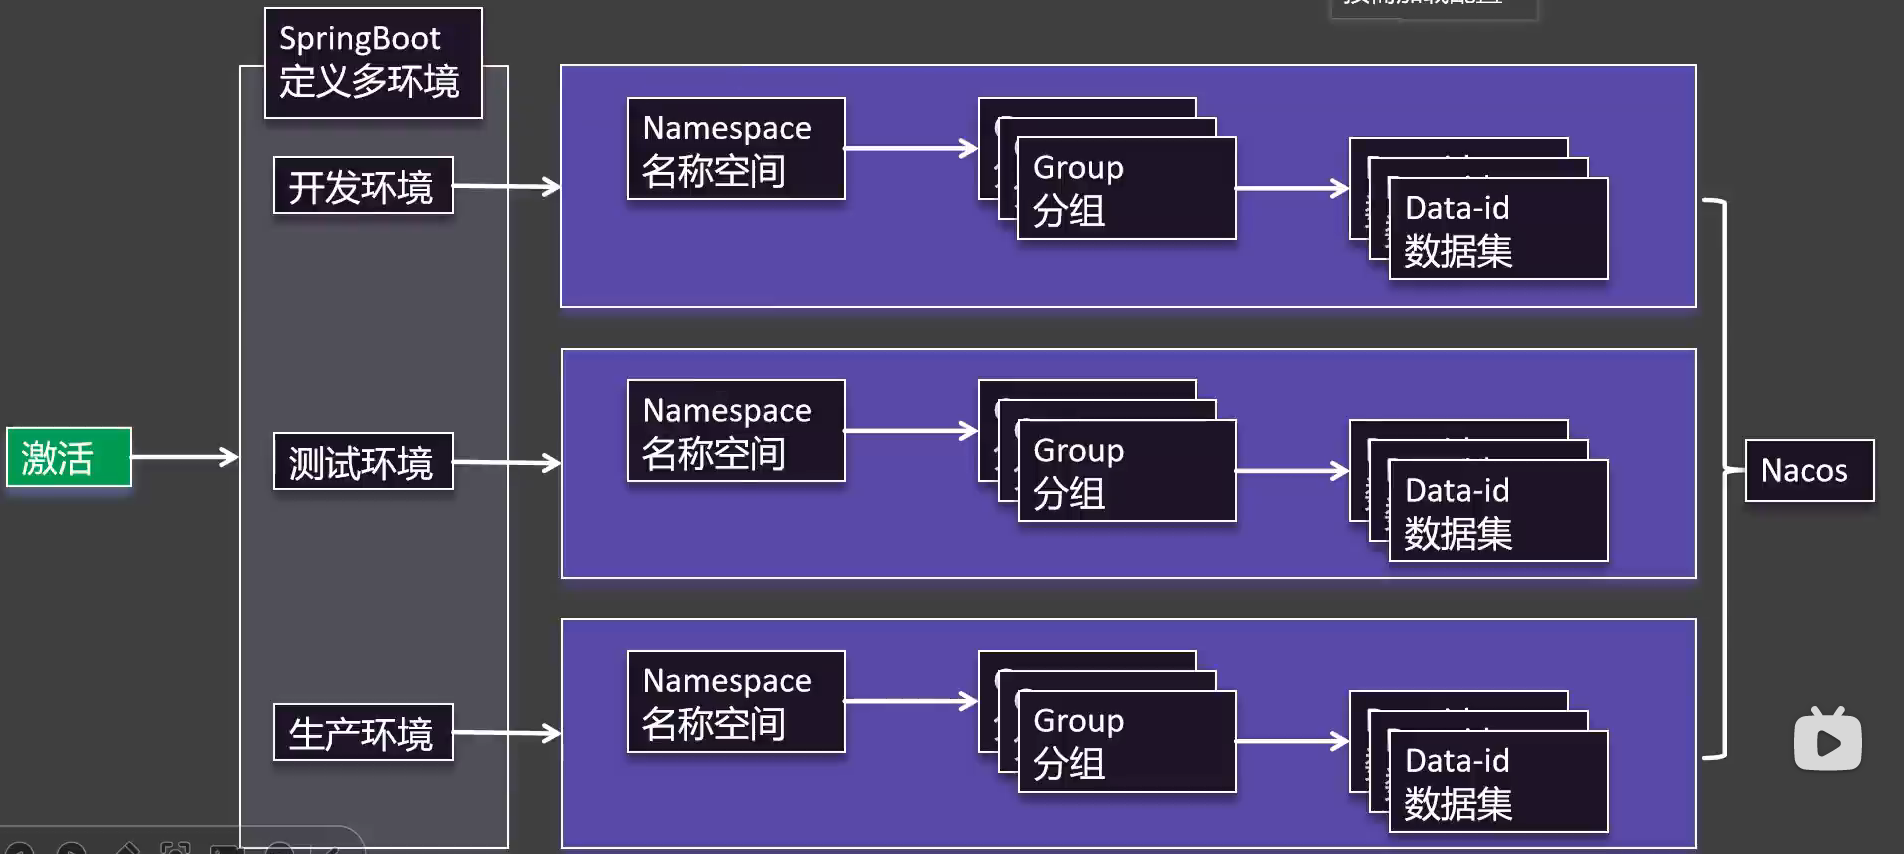 SpringBoot
定义多环境
激活
开发环境
Namespace
名称空间
Group
分组
Data-id
数据集
测试环境
Namespace
名称空间
Group
分组
Data-id
数据集
Nacos
生产环境
Namespace
名称空间
Group
分组
Data-id
数据集